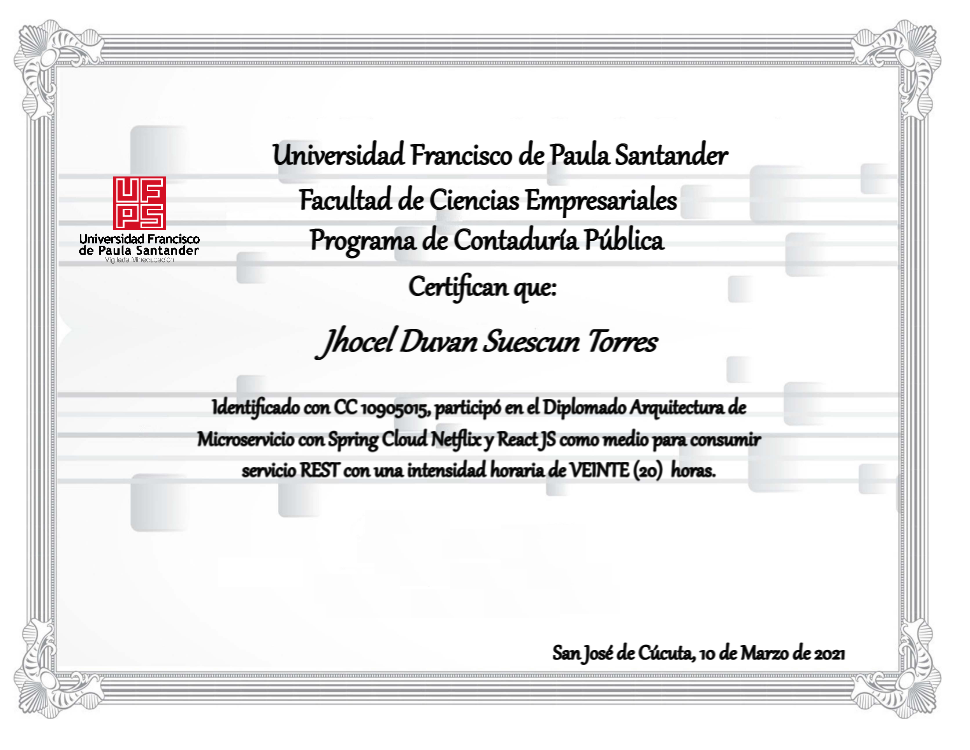 Universidad Francisco de Paula Santander
Facultad de Ciencias Empresariales
Programa de Contaduría Pública
Certifican que:
UFPS
Universidad Francisco
de Paula Santander
Vigilada Mineducación
Jhocel Duvan Suescun Torres
Identificado con CC 10905015, participó en el Diplomado Arquitectura de
Microservicio con Spring Cloud Netflix y React JS como medio para consumir
servicio REST con una intensidad horaria de VEINTE (20) horas.
San José de Cúcuta, 10 de Marzo de 2021